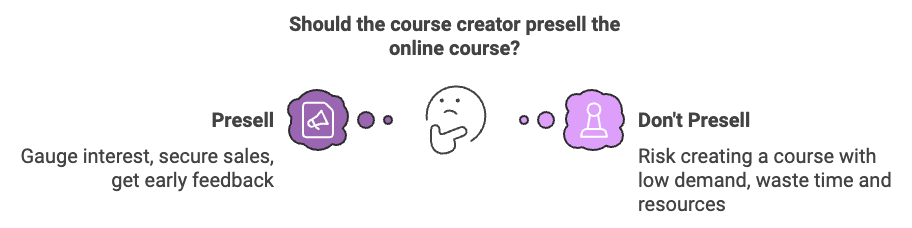 Should the course creator presell the
online course?
Presell
Gauge interest, secure sales,
get early feedback
Don't Presell
Risk creating a course with
low demand, waste time and
resources